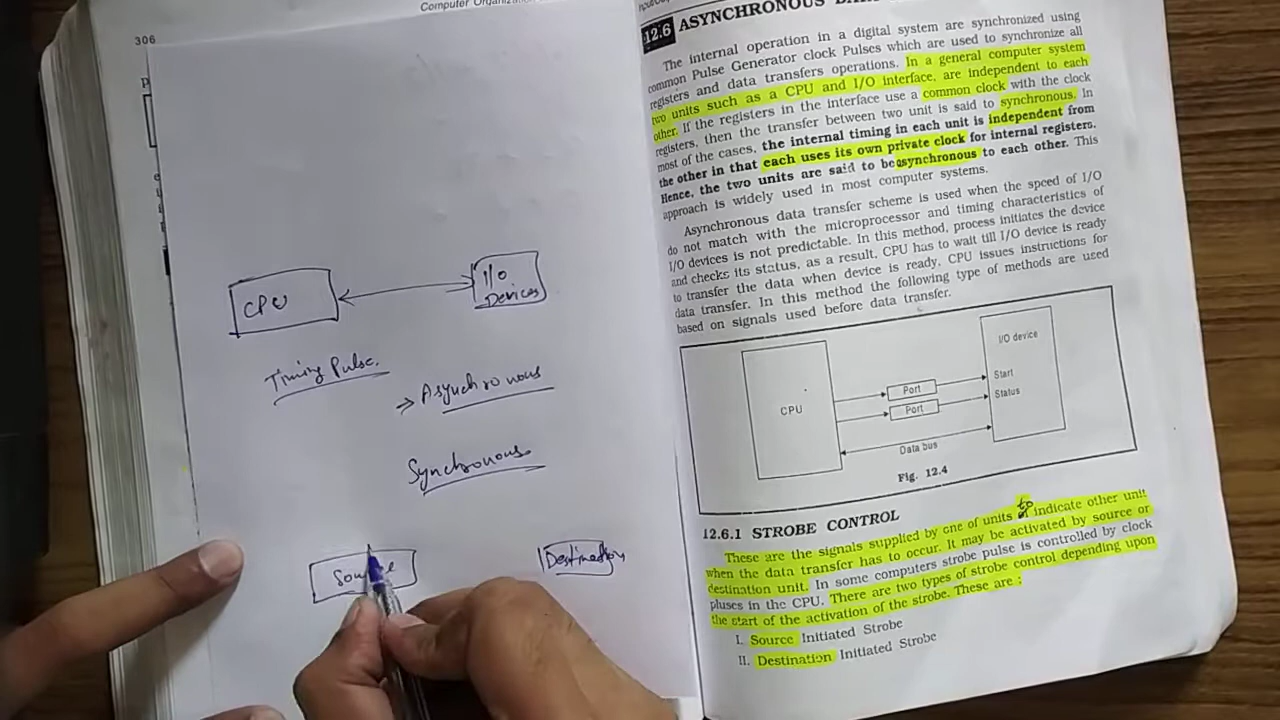 Computer Organiza
306
CPU
I/O
Devices
Timing Pulse.
⇒ Asynchronous
Synchronous
Source
Destination
12.6 ASYNCHRONOUS
The internal operation in a digital system are synchronized using
common Pulse Generator clock Pulses which are used to synchronize all
registers and data transfers operations. In a general computer system
two units such as a CPU and I/O interface, are independent to each
other. If the registers in the interface use a common clock with the clock
registers, then the transfer between two unit is said to synchronous. In
most of the cases, the internal timing in each unit is independent from
the other in that each uses its own private clock for internal registers.
Hence, the two units are said to be asynchronous to each other. This
approach is widely used in most computer systems.
Asynchronous data transfer scheme is used when the speed of I/O
do not match with the microprocessor and timing characteristics of
I/O devices is not predictable. In this method, process initiates the device
and checks its status, as a result, CPU has to wait till I/O device is ready
to transfer the data when device is ready, CPU issues instructions for
data transfer. In this method the following type of methods are used
based on signals used before data transfer.
CPU
Port
Port
I/O device
Start
Status
Data bus
Fig. 12.4
12.6.1 STROBE CONTROL
These are the signals supplied by one of units to indicate other unit
when the data transfer has to occur. It may be activated by source or
destination unit. In some computers strobe pulse is controlled by clock
pluses in the CPU. There are two types of strobe control depending upon
the start of the activation of the strobe. These are :
I. Source Initiated Strobe
II. Destination Initiated Strobe